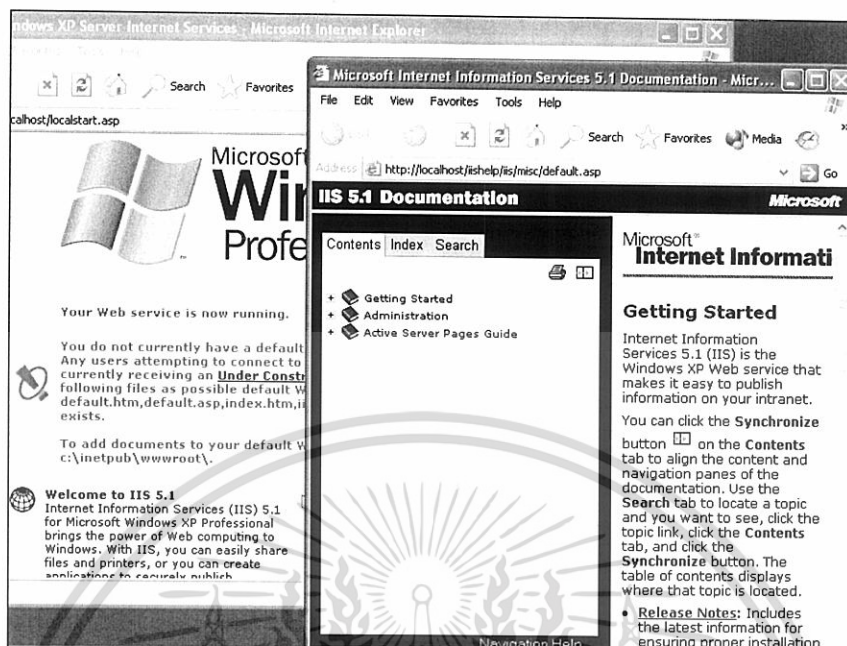 ndows XP Server Internet Services - Microsoft Internet Explorer
Search Favorites
calhost/localstart.asp
Microsoft
Wi
Profe
Your Web service is now running.
You do not currently have a default
Any users attempting to connect to
currently receiving an Under Constr
following files as possible default W
default.htm,default.asp,index.htm,ii
exists.
To add documents to your default W
c:\inetpub\wwwroot\.
Welcome to IIS 5.1
Internet Information Services (IIS) 5.1
for Microsoft Windows XP Professional
brings the power of Web computing to
Windows. With IIS, you can easily share
files and printers, or you can create
applications to securely publish
Microsoft Internet Information Services 5.1 Documentation - Micr...
File Edit View Favorites Tools Help
Search Favorites Media »
Address http://localhost/iishelp/iis/misc/default.asp Go
IIS 5.1 Documentation Microsoft
Contents Index Search
+ Getting Started
+ Administration
+ Active Server Pages Guide
Navigation Help
Microsoft®
Internet Informati
Getting Started
Internet Information
Services 5.1 (IIS) is the
Windows XP Web service that
makes it easy to publish
information on your intranet.
You can click the Synchronize
button on the Contents
tab to align the content and
navigation panes of the
documentation. Use the
Search tab to locate a topic
and you want to see, click the
topic link, click the Contents
tab, and click the
Synchronize button. The
table of contents displays
where that topic is located.
• Release Notes: Includes
the latest information for
ensuring proper installation